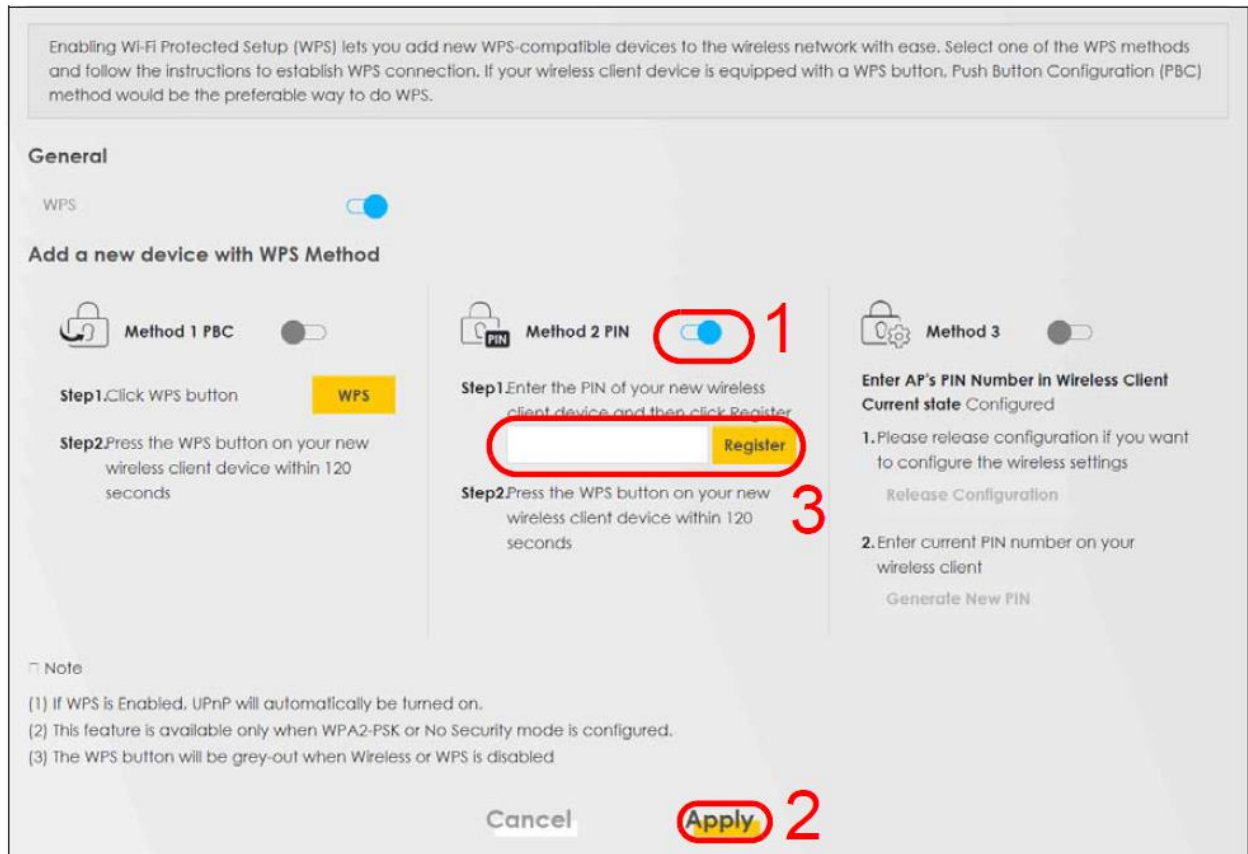 Enabling Wi-Fi Protected Setup (WPS) lets you add new WPS-compatible devices to the wireless network with ease. Select one of the WPS methods
and follow the instructions to establish WPS connection. If your wireless client device is equipped with a WPS button, Push Button Configuration (PBC)
method would be the preferable way to do WPS.
General
WPS
Add a new device with WPS Method
Method 1 PBC
Step1.Click WPS button
WPS
Step2.Press the WPS button on your new
wireless client device within 120
seconds
PIN
Method 2 PIN
1
Step1.Enter the PIN of your new wireless
client device and then click Register
Register
3
Step2.Press the WPS button on your new
wireless client device within 120
seconds
Method 3
Enter AP's PIN Number in Wireless Client
Current state Configured
1.Please release configuration if you want
to configure the wireless settings
Release Configuration
2.Enter current PIN number on your
wireless client
Generate New PIN
Note
(1) If WPS is Enabled, UPnP will automatically be turned on.
(2) This feature is available only when WPA2-PSK or No Security mode is configured.
(3) The WPS button will be grey-out when Wireless or WPS is disabled
Cancel
Apply
2